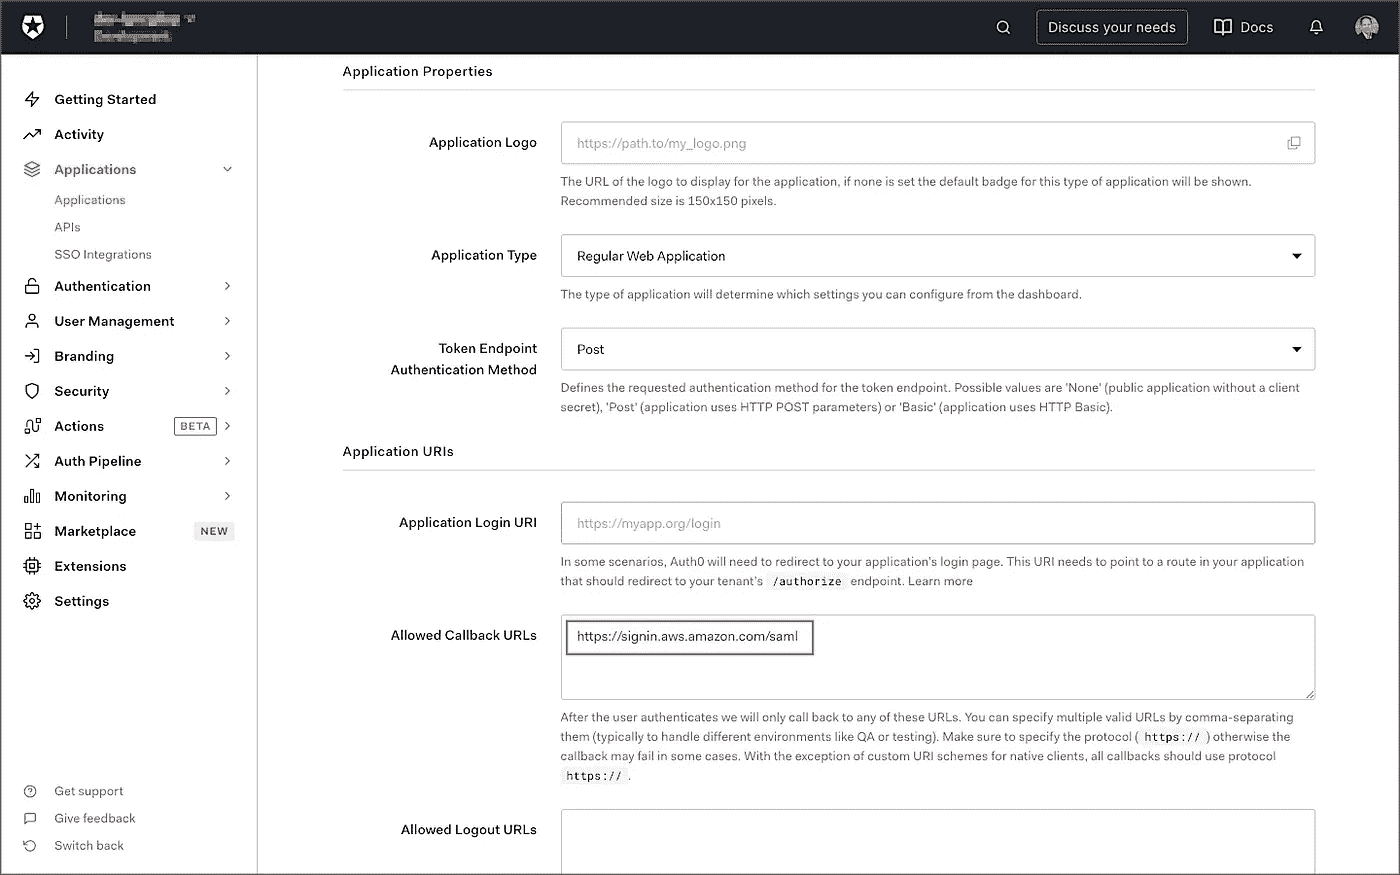 Discuss your needs
Docs
Getting Started
Activity
Applications
Applications
APIs
SSO Integrations
Authentication
User Management
Branding
Security
Actions BETA
Auth Pipeline
Monitoring
Marketplace NEW
Extensions
Settings
Get support
Give feedback
Switch back
Application Properties
Application Logo
https://path.to/my_logo.png
The URL of the logo to display for the application, if none is set the default badge for this type of application will be shown.
Recommended size is 150x150 pixels.
Application Type
Regular Web Application
The type of application will determine which settings you can configure from the dashboard.
Token Endpoint
Authentication Method
Post
Defines the requested authentication method for the token endpoint. Possible values are 'None' (public application without a client
secret), 'Post' (application uses HTTP POST parameters) or 'Basic' (application uses HTTP Basic).
Application URIs
Application Login URI
https://myapp.org/login
In some scenarios, Auth0 will need to redirect to your application's login page. This URI needs to point to a route in your application
that should redirect to your tenant's /authorize endpoint. Learn more
Allowed Callback URLs
https://signin.aws.amazon.com/saml
After the user authenticates we will only call back to any of these URLs. You can specify multiple valid URLs by comma-separating
them (typically to handle different environments like QA or testing). Make sure to specify the protocol ( https:// ) otherwise the
callback may fail in some cases. With the exception of custom URI schemes for native clients, all callbacks should use protocol
https:// .
Allowed Logout URLs